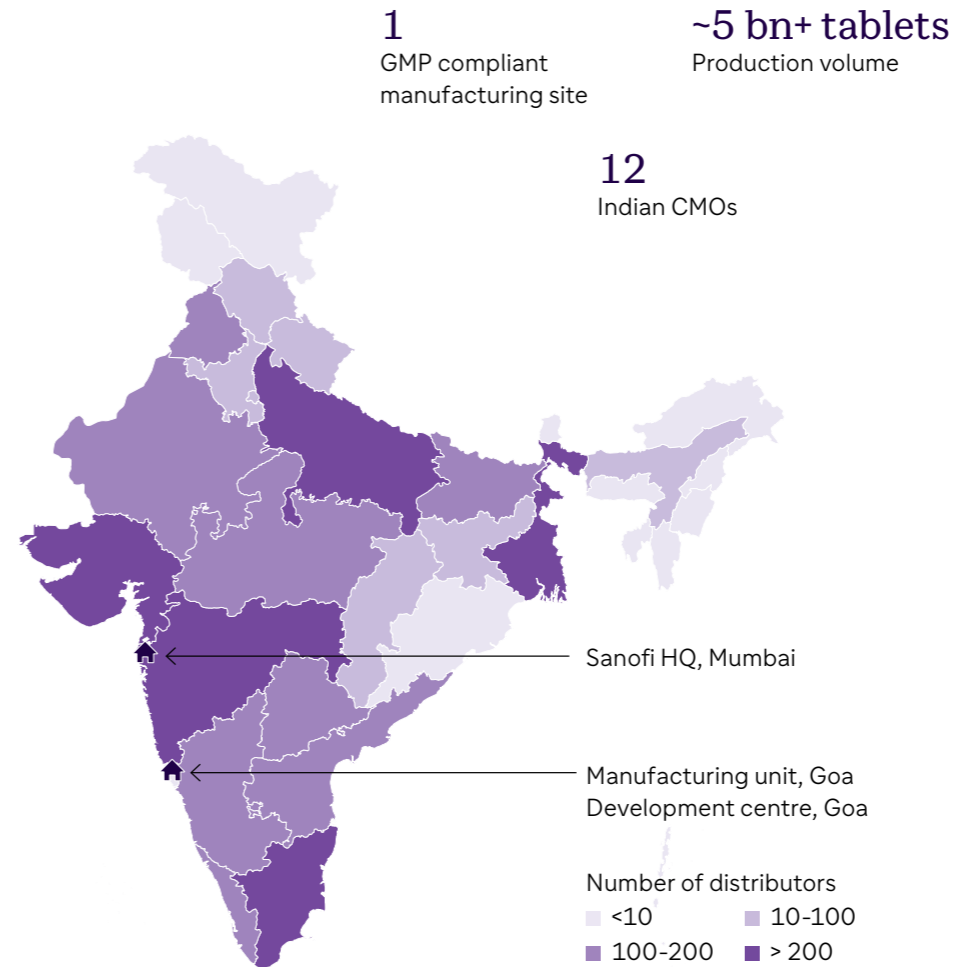 1
GMP compliant
manufacturing site
~5 bn+ tablets
Production volume
12
Indian CMOs
Sanofi HQ, Mumbai
Manufacturing unit, Goa
Development centre, Goa
Number of distributors
<10
10-100
100-200
> 200